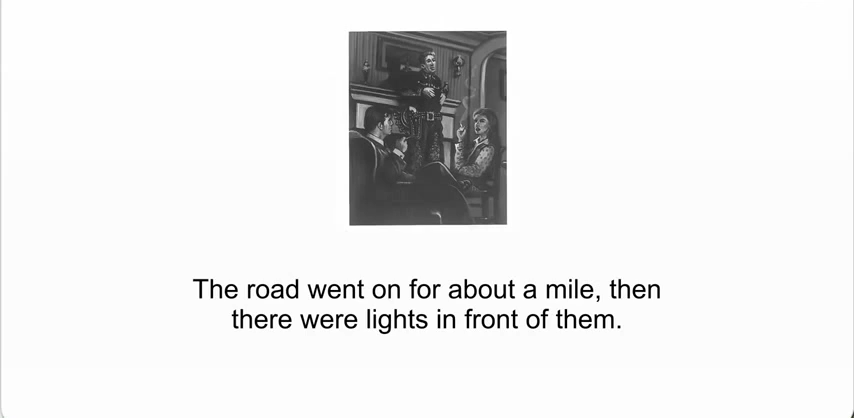 The road went on for about a mile, then
there were lights in front of them.